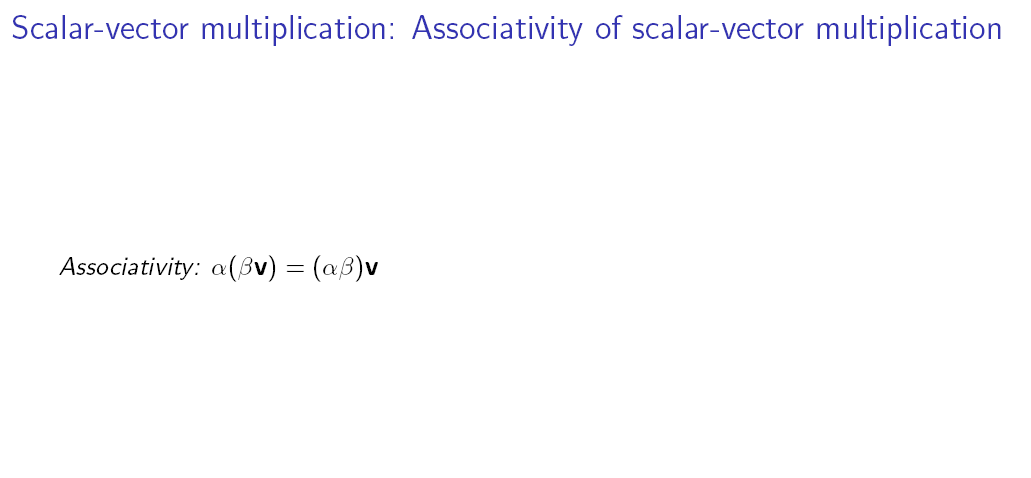 Scalar-vector multiplication: Associativity of scalar-vector multiplication
Associativity: α(βv) = (αβ)v